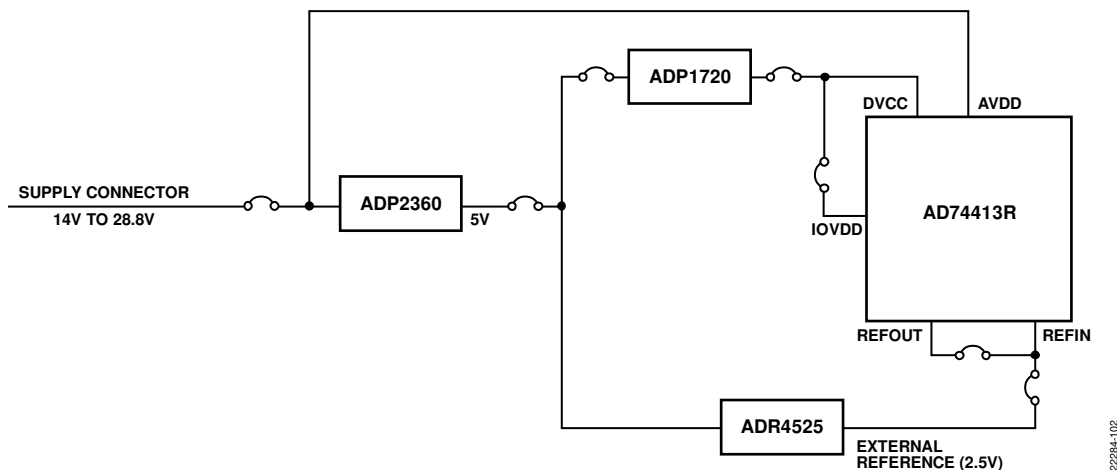 ADP1720
DVCC
AVDD
SUPPLY CONNECTOR
14V TO 28.8V
ADP2360
5V
IOVDD
AD74413R
REFOUT
REFIN
ADR4525
EXTERNAL
REFERENCE (2.5V)
22284-102